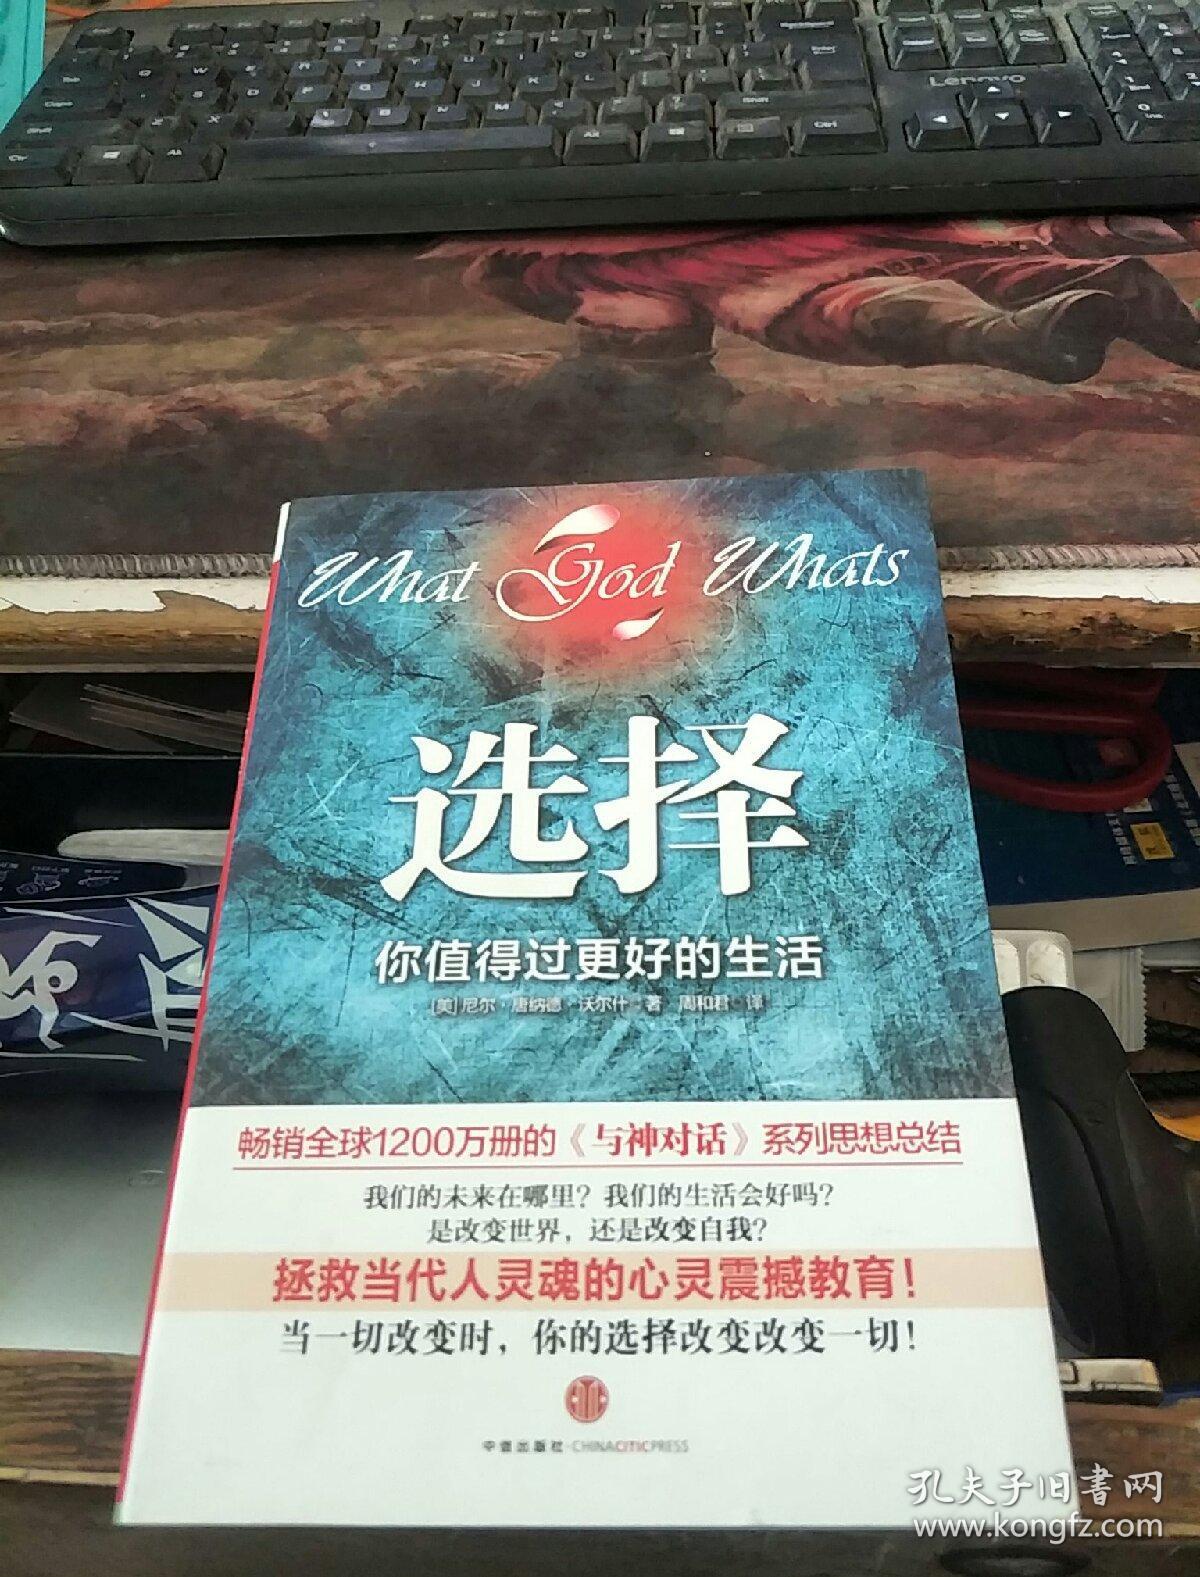 Lenovo
What God Whats
选择
你值得过更好的生活
[美]尼尔·唐纳德·沃尔什 著 周和君 译
畅销全球1200万册的《与神对话》系列思想总结
我们的未来在哪里？我们的生活会好吗？
是改变世界，还是改变自我？
拯救当代人灵魂的心灵震撼教育！
当一切改变时，你的选择改变改变一切！
中信出版社·CHINACITICPRESS
孔夫子旧书网
www.kongfz.com